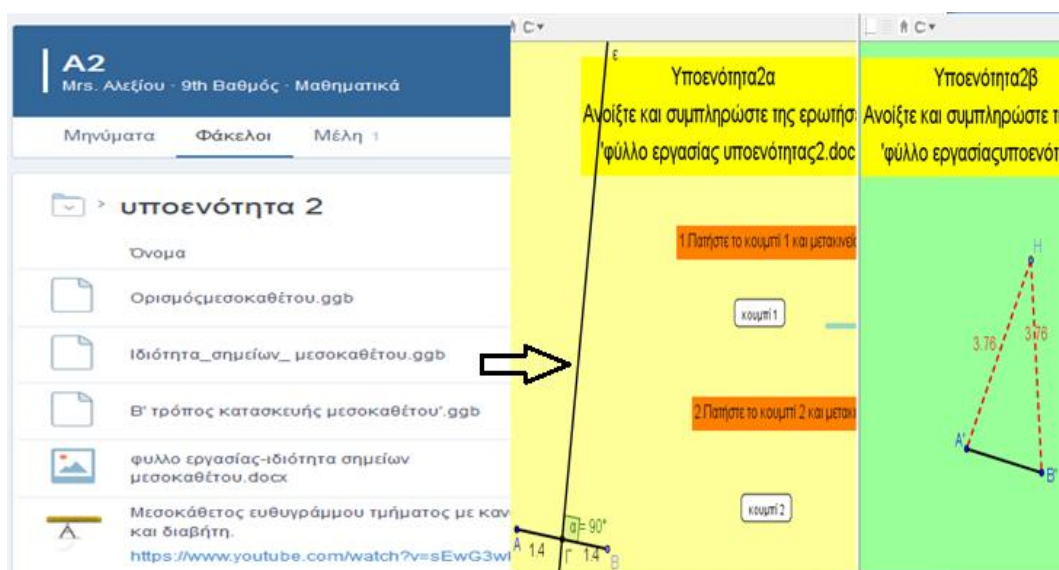 A2
Mrs. Αλεξίου · 9th Βαθμός · Μαθηματικά
Μηνύματα Φάκελοι Μέλη 1
υποενότητα 2
Όνομα
Ορισμόςμεσοκαθέτου.ggb
Ιδιότητα_σημείων_ μεσοκαθέτου.ggb
Β' τρόπος κατασκευής μεσοκαθέτου'.ggb
φυλλο εργασίας-ιδιότητα σημείων
μεσοκαθέτου.docx
Μεσοκάθετος ευθυγράμμου τμήματος με καν
και διαβήτη.
https://www.youtube.com/watch?v=sEwG3w
ε
Υποενότητα2α
Ανοίξτε και συμπληρώστε της ερωτήσε
'φύλλο εργασίας υποενότητας2.doc
1.Πατήστε το κουμπί 1 και μετακινεί
κουμπί 1
2.Πατήστε το κουμπί 2 και μετακι
κουμπί 2
α = 90°
A 1.4 Γ 1.4 B
Υποενότητα2β
Ανοίξτε και συμπληρώστε τ
'φύλλο εργασίαςυποενότ
H
3.76 3.76
A'
B'